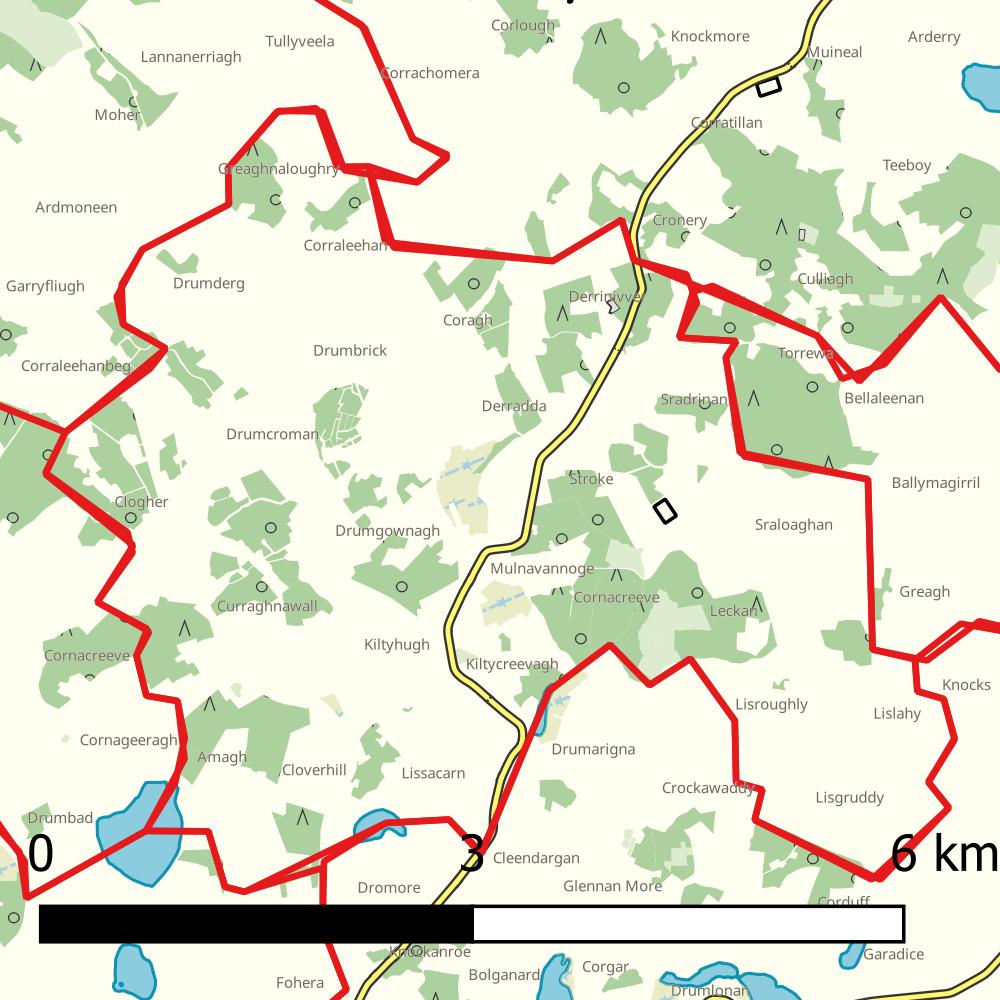 Corlough
Knockmore
Arderry
Tullyveela
Muineal
Lannanerriagh
Corrachomera
Moher
Corratillan
Teeboy
Greaghnaloughry
Ardmoneen
Cronery
Corraleehan
Culliagh
Garryfliugh
Drumderg
Derrinivver
Coragh
Drumbrick
Torrewa
Corraleehanbeg
Bellaleenan
Sradrinan
Derradda
Drumcroman
Stroke
Ballymagirril
Clogher
Sraloaghan
Drumgownagh
Mulnavannoge
Greagh
Cornacreeve
Curraghnawall
Leckan
Kiltyhugh
Cornacreeve
Kiltycreevagh
Knocks
Lisroughly
Lislahy
Cornageeragh
Drumarigna
Amagh
Cloverhill
Lissacarn
Crockawaddy
Lisgruddy
Drumbad
0
3
6 km
Cleendargan
Dromore
Glennan More
Corduff
Knockanroe
Garadice
Corgar
Bolganard
Fohera
Drumlonan